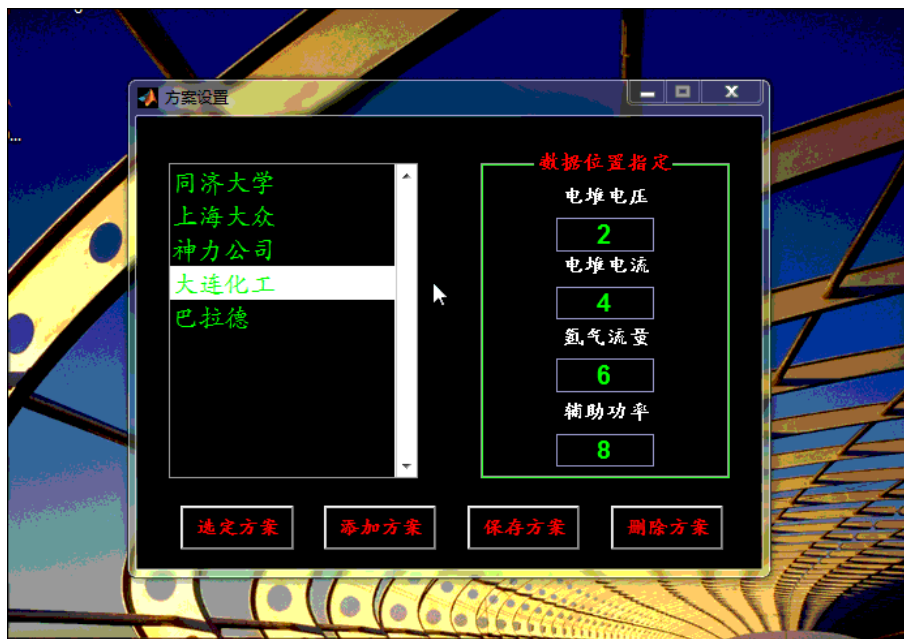 方案设置
同济大学
上海大众
神力公司
大连化工
巴拉德
数据位置指定
电堆电压
2
电堆电流
4
氢气流量
6
辅助功率
8
选定方案
添加方案
保存方案
删除方案